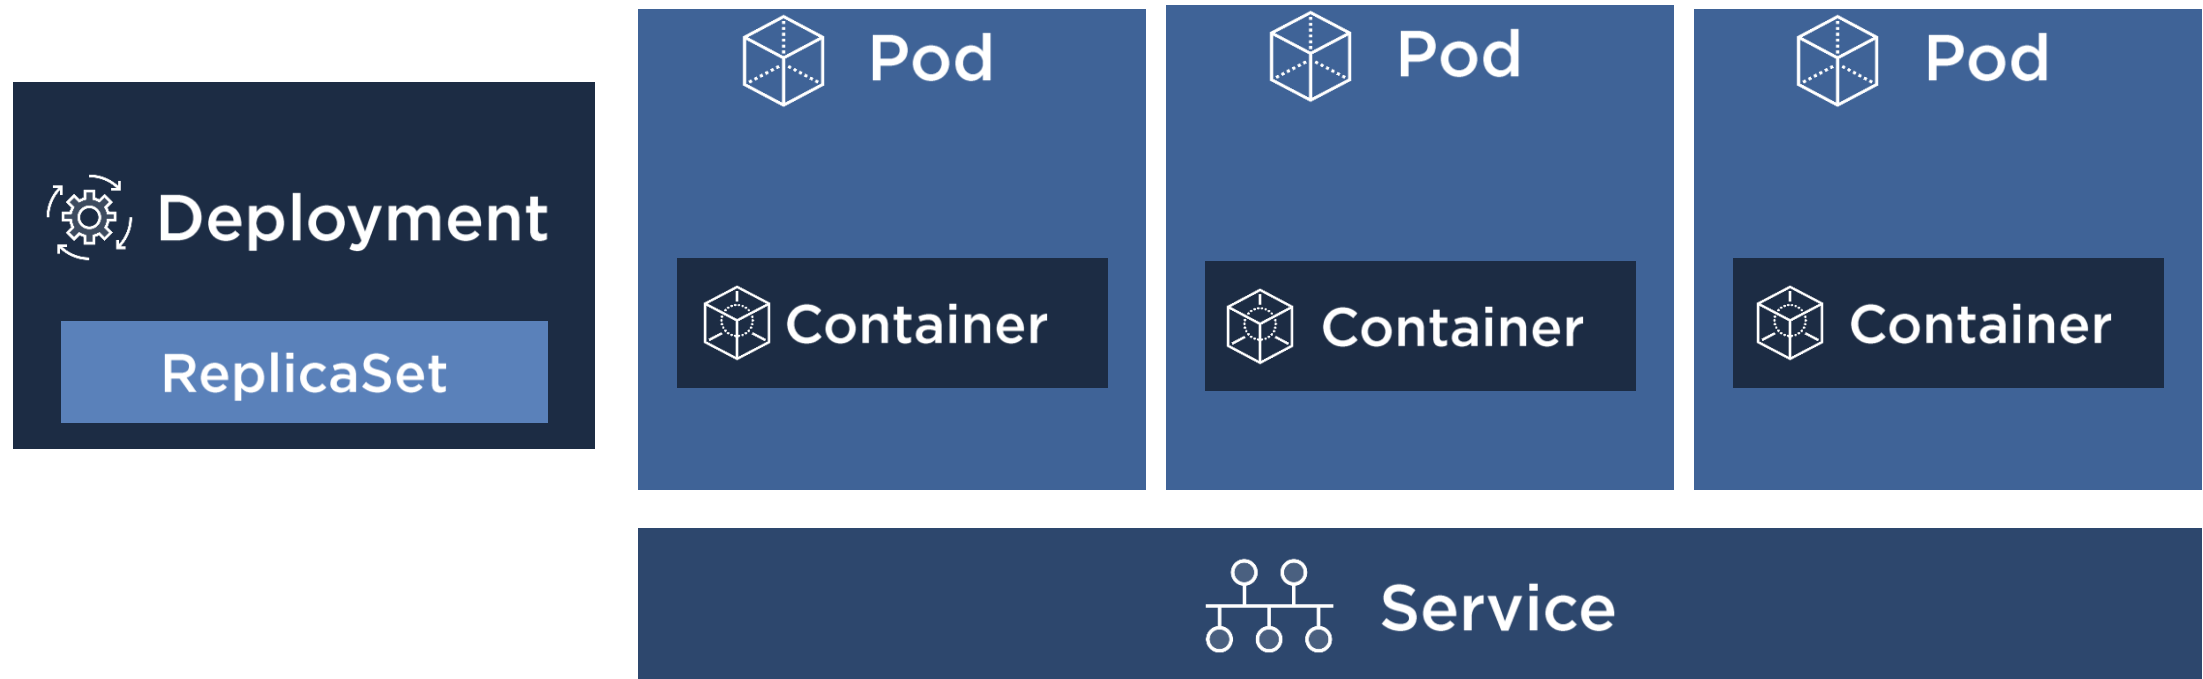 Deployment
ReplicaSet
Pod
Container
Pod
Container
Pod
Container
Service